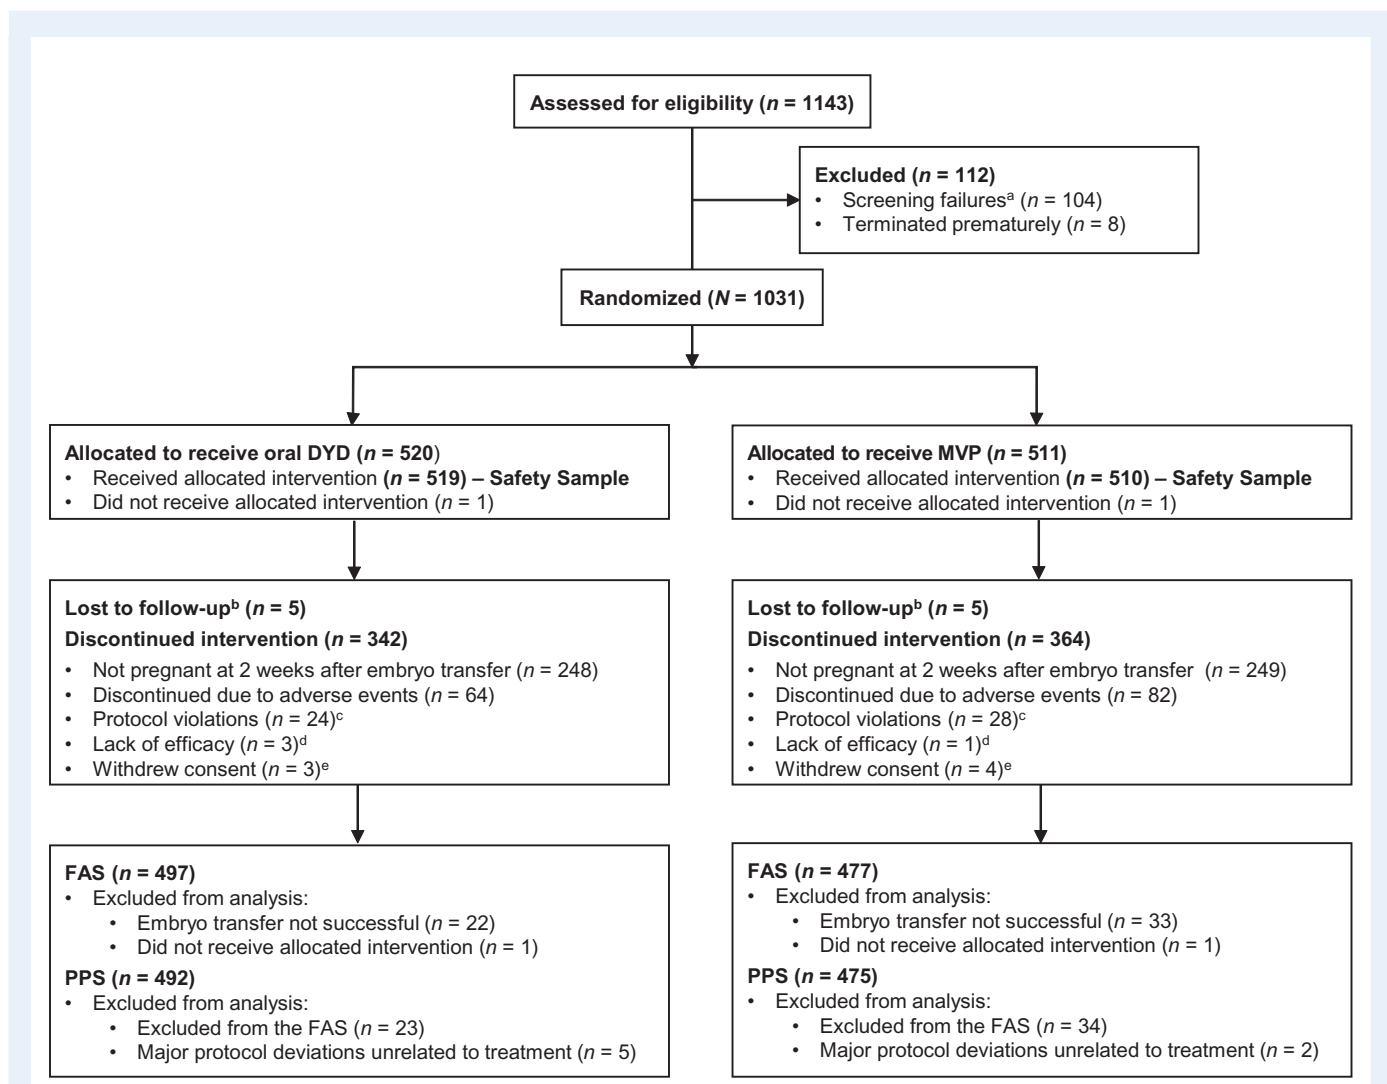 Assessed for eligibility (n = 1143)
Excluded (n = 112)
• Screening failuresª (n = 104)
• Terminated prematurely (n = 8)
Randomized (N = 1031)
Allocated to receive oral DYD (n = 520)
• Received allocated intervention (n = 519) – Safety Sample
• Did not receive allocated intervention (n = 1)
Allocated to receive MVP (n = 511)
• Received allocated intervention (n = 510) – Safety Sample
• Did not receive allocated intervention (n = 1)
Lost to follow-upᵇ (n = 5)
Discontinued intervention (n = 342)
• Not pregnant at 2 weeks after embryo transfer (n = 248)
• Discontinued due to adverse events (n = 64)
• Protocol violations (n = 24)ᶜ
• Lack of efficacy (n = 3)ᵈ
• Withdrew consent (n = 3)ᵉ
Lost to follow-upᵇ (n = 5)
Discontinued intervention (n = 364)
• Not pregnant at 2 weeks after embryo transfer (n = 249)
• Discontinued due to adverse events (n = 82)
• Protocol violations (n = 28)ᶜ
• Lack of efficacy (n = 1)ᵈ
• Withdrew consent (n = 4)ᵉ
FAS (n = 497)
• Excluded from analysis:
• Embryo transfer not successful (n = 22)
• Did not receive allocated intervention (n = 1)
PPS (n = 492)
• Excluded from analysis:
• Excluded from the FAS (n = 23)
• Major protocol deviations unrelated to treatment (n = 5)
FAS (n = 477)
• Excluded from analysis:
• Embryo transfer not successful (n = 33)
• Did not receive allocated intervention (n = 1)
PPS (n = 475)
• Excluded from analysis:
• Excluded from the FAS (n = 34)
• Major protocol deviations unrelated to treatment (n = 2)